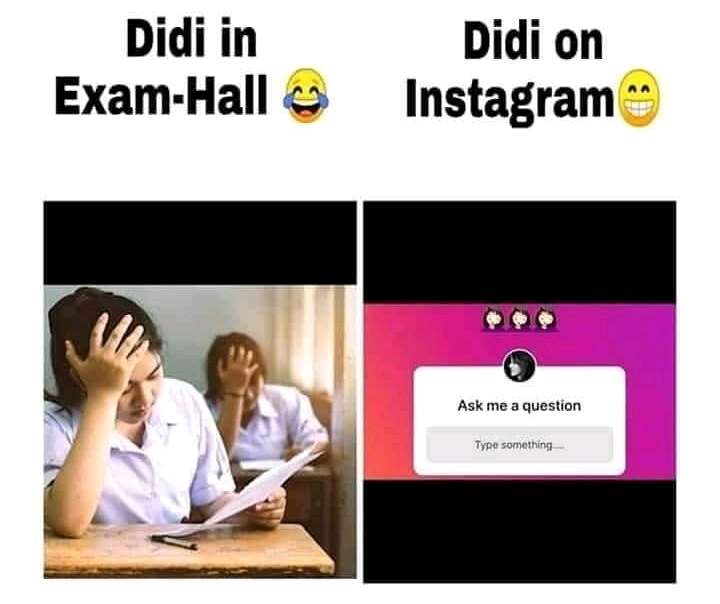 Didi in
Exam-Hall 😂
Didi on
Instagram😁
Ask me a question
Type something....